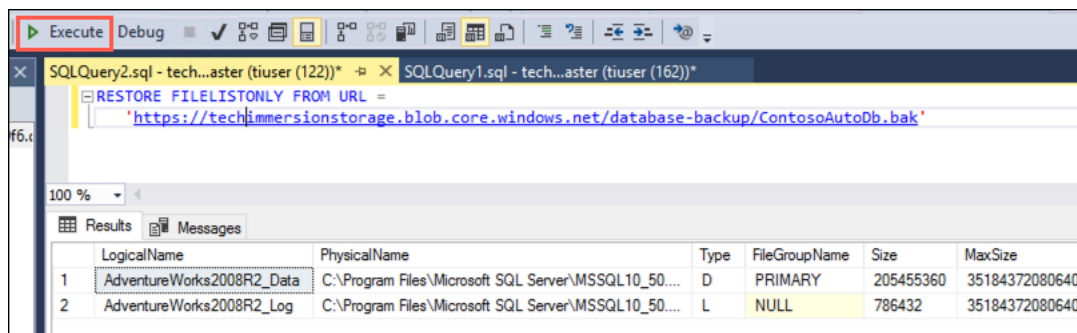 Execute Debug
SQLQuery2.sql - tech...aster (tiuser (122))* SQLQuery1.sql - tech...aster (tiuser (162))*
RESTORE FILELISTONLY FROM URL =
'https://techimmersionstorage.blob.core.windows.net/database-backup/ContosoAutoDb.bak'
100 %
Results Messages
LogicalName PhysicalName Type FileGroupName Size MaxSize
1 AdventureWorks2008R2_Data C:\Program Files\Microsoft SQL Server\MSSQL10_50.... D PRIMARY 205455360 35184372080640
2 AdventureWorks2008R2_Log C:\Program Files\Microsoft SQL Server\MSSQL10_50.... L NULL 786432 35184372080640